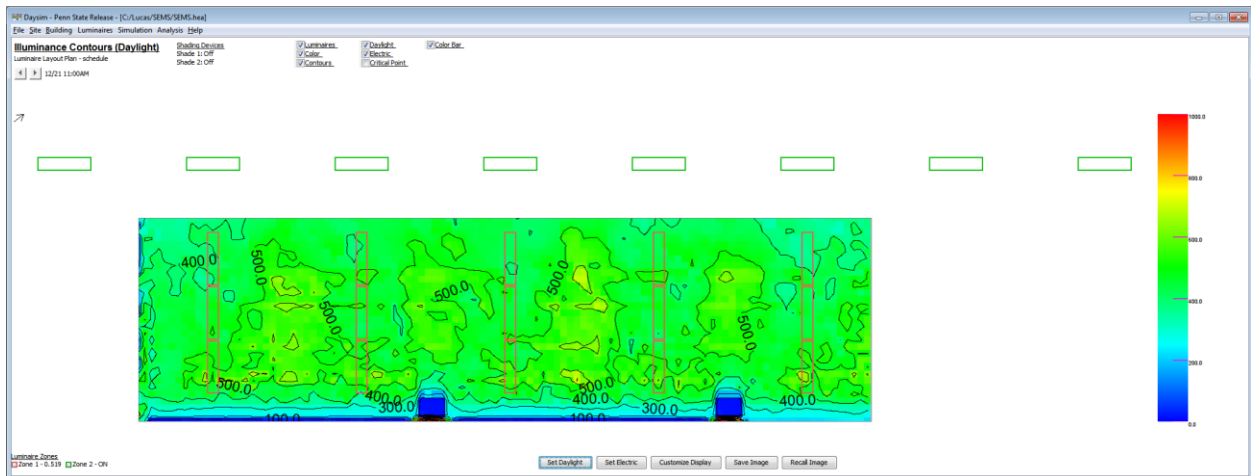 Daysim - Penn State Release - [C:/Lucas/SEMS/SEMS.hea]
File Site Building Luminaires Simulation Analysis Help
Illuminance Contours (Daylight)
Luminaire Layout Plan - schedule
12/21 11:00AM
Shading Devices
Shade 1: Off
Shade 2: Off
Luminaires Daylight Color Bar
Color Electric
Contours Critical Point
1000.0
800.0
600.0
400.0
200.0
0.0
400.0
500.0
500.0
500.0
500.0
500.0
500.0
500.0
400.0
300.0
100.0
500.0
400.0
300.0
100.0
400.0
Luminaire Zones
Zone 1 - 0.519 Zone 2 - ON
Set Daylight Set Electric Customize Display Save Image Recall Image